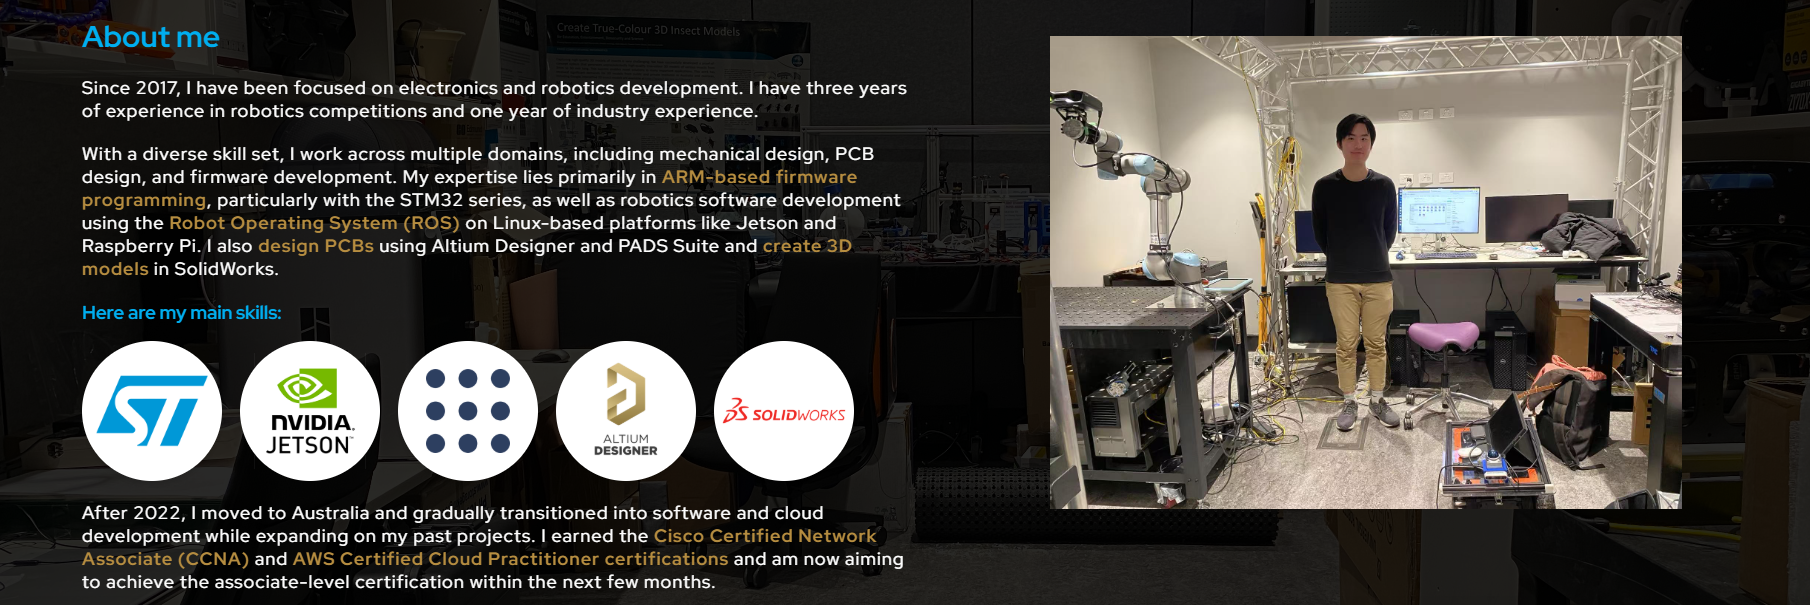 Create True-Colour 3D Insect Models
About me
Since 2017, I have been focused on electronics and robotics development. I have three years
of experience in robotics competitions and one year of industry experience.
With a diverse skill set, I work across multiple domains, including mechanical design, PCB
design, and firmware development. My expertise lies primarily in ARM-based firmware
programming, particularly with the STM32 series, as well as robotics software development
using the Robot Operating System (ROS) on Linux-based platforms like Jetson and
Raspberry Pi. I also design PCBs using Altium Designer and PADS Suite and create 3D
models in SolidWorks.
Here are my main skills:
ST
NVIDIA.
JETSON™
ALTIUM
DESIGNER
SOLIDWORKS
After 2022, I moved to Australia and gradually transitioned into software and cloud
development while expanding on my past projects. I earned the Cisco Certified Network
Associate (CCNA) and AWS Certified Cloud Practitioner certifications and am now aiming
to achieve the associate-level certification within the next few months.